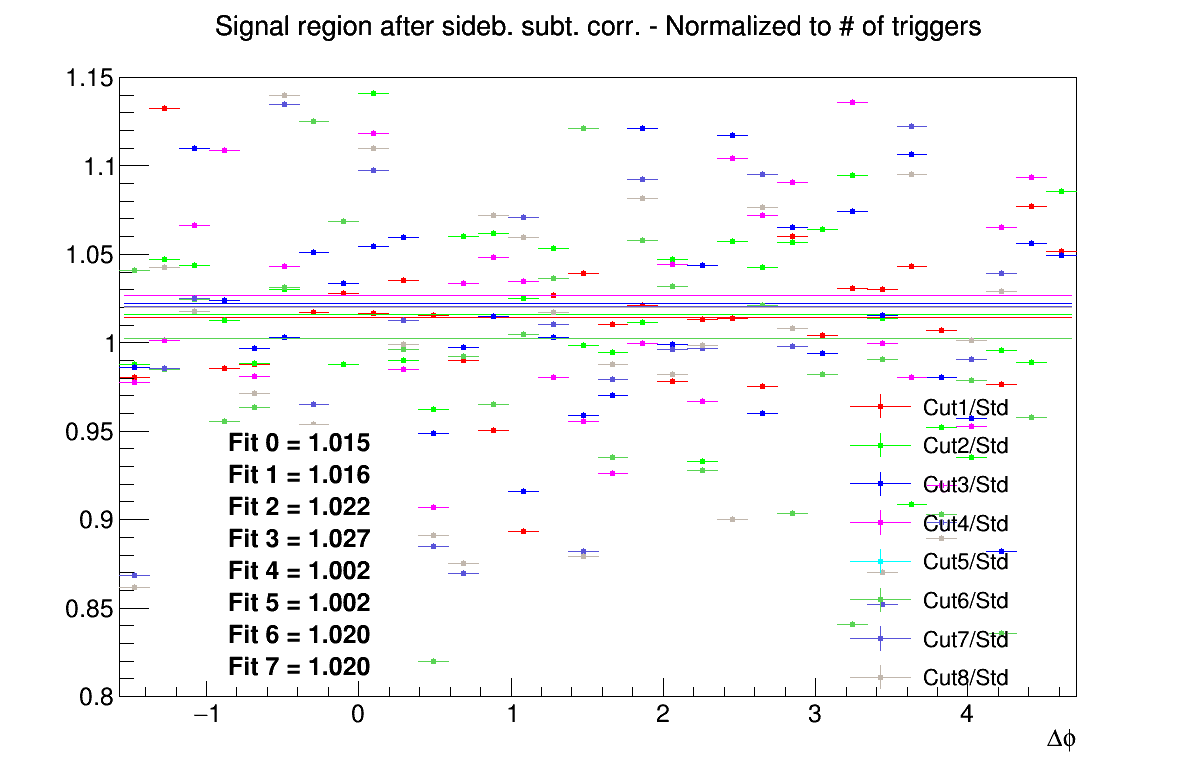 Signal region after sideb. subt. corr. - Normalized to # of triggers
1.15
1.1
1.05
1
0.95
0.9
0.85
0.8
Fit 0 = 1.015
Fit 1 = 1.016
Fit 2 = 1.022
Fit 3 = 1.027
Fit 4 = 1.002
Fit 5 = 1.002
Fit 6 = 1.020
Fit 7 = 1.020
Cut1/Std
Cut2/Std
Cut3/Std
Cut4/Std
Cut5/Std
Cut6/Std
Cut7/Std
Cut8/Std
−1 0 1 2 3 4
Δϕ